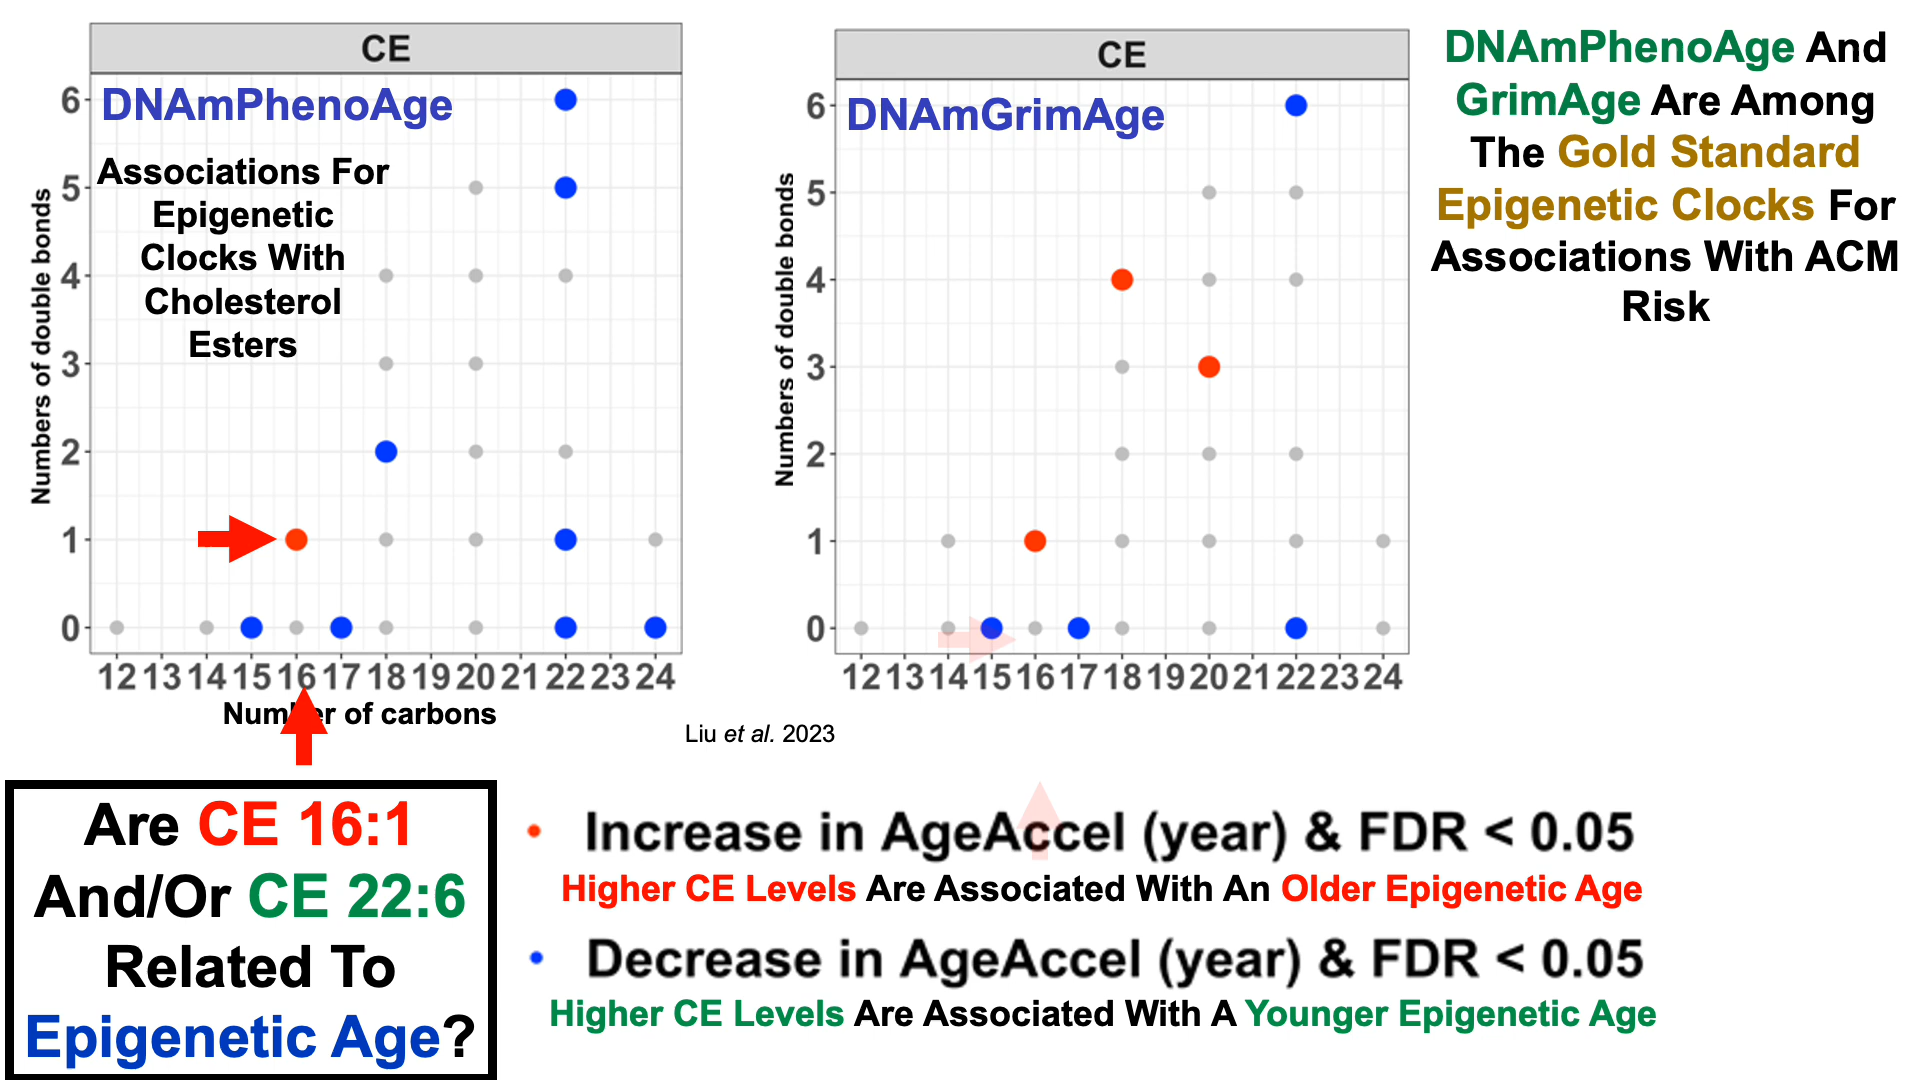 CE
DNAmPhenoAge
Associations For
Epigenetic
Clocks With
Cholesterol
Esters
Numbers of double bonds
6
5
4
3
2
1
0
12 13 14 15 16 17 18 19 20 21 22 23 24
Number of carbons
CE
DNAmGrimAge
Numbers of double bonds
6
5
4
3
2
1
0
12 13 14 15 16 17 18 19 20 21 22 23 24
DNAmPhenoAge And
GrimAge Are Among
The Gold Standard
Epigenetic Clocks For
Associations With ACM
Risk
Liu et al. 2023
Are CE 16:1
And/Or CE 22:6
Related To
Epigenetic Age?
• Increase in AgeAccel (year) & FDR < 0.05
Higher CE Levels Are Associated With An Older Epigenetic Age
• Decrease in AgeAccel (year) & FDR < 0.05
Higher CE Levels Are Associated With A Younger Epigenetic Age